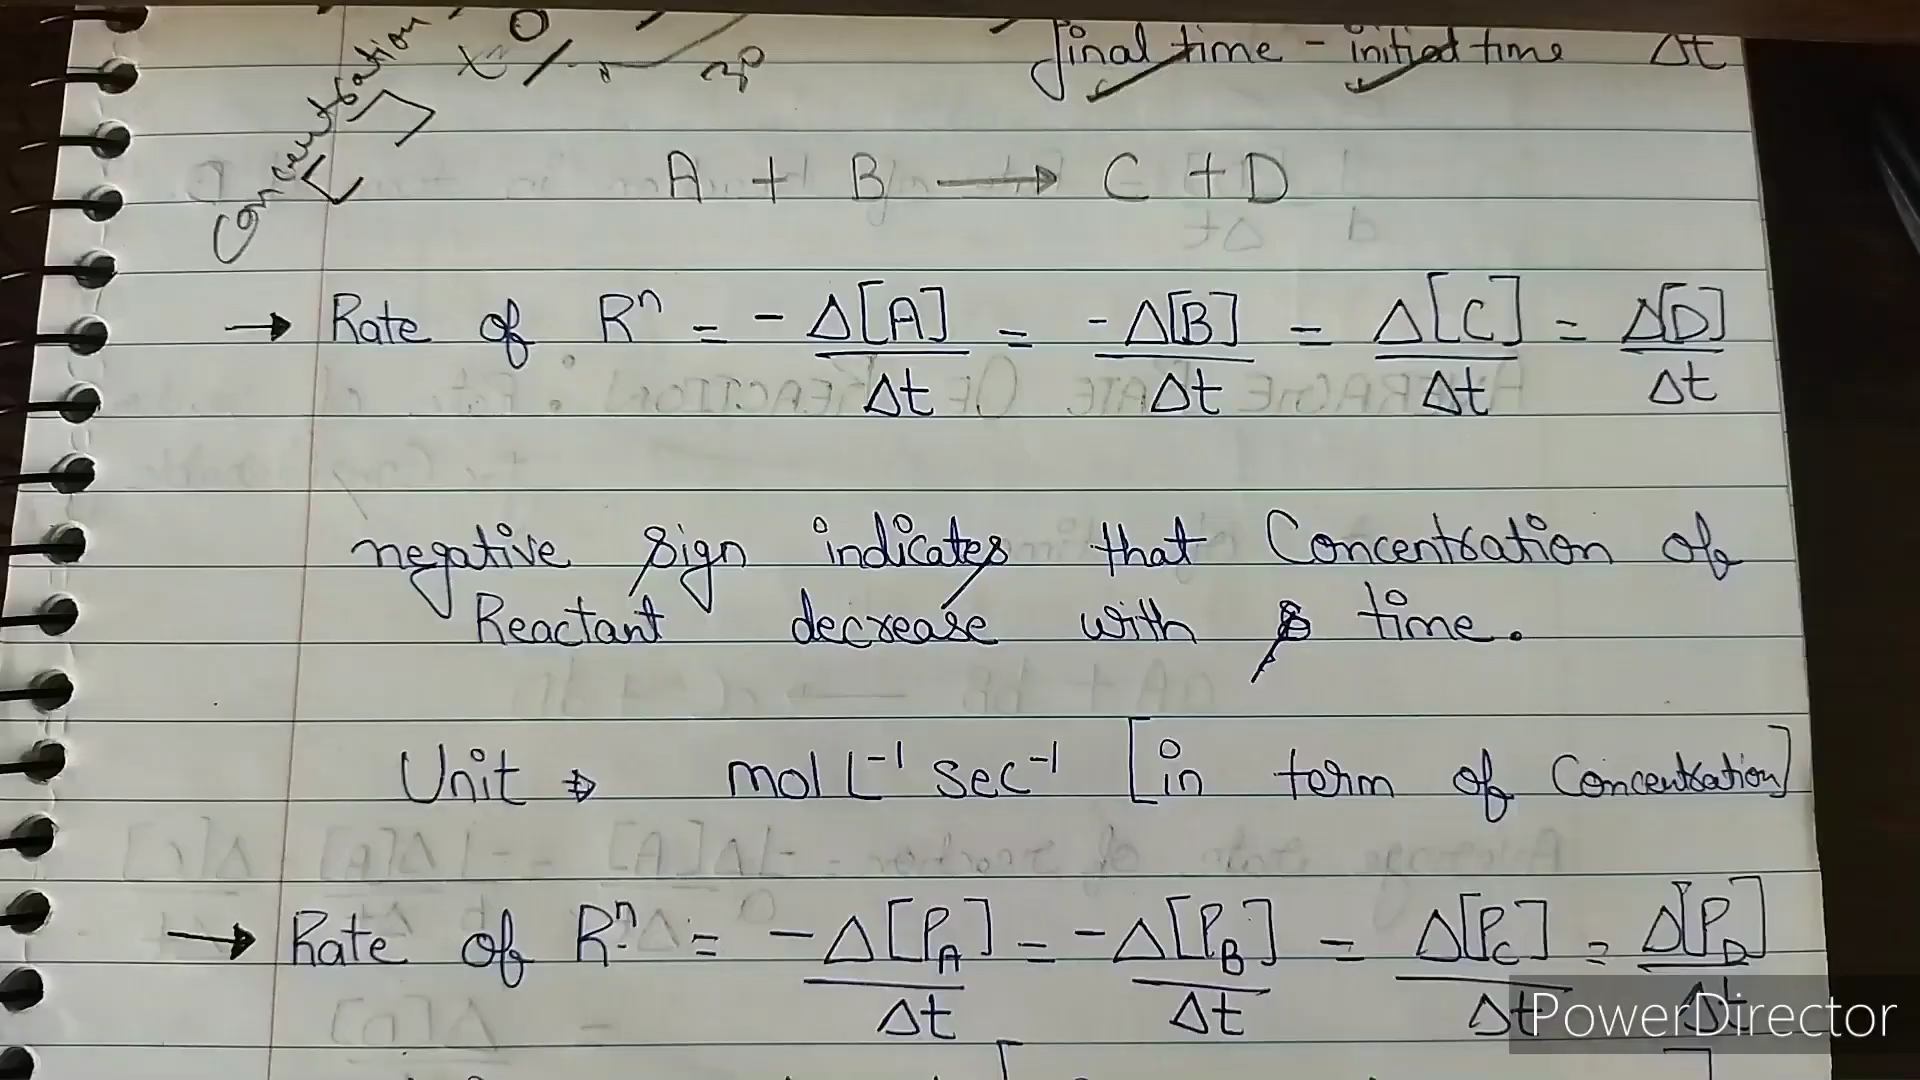 final time - initial time Δt
Concentration [ ]
A + B → C + D
→ Rate of Rⁿ = - Δ[A]/Δt = - Δ[B]/Δt = Δ[C]/Δt = Δ[D]/Δt
negative sign indicates that Concentration of
Reactant decrease with time.
Unit → mol L⁻¹ sec⁻¹ [in term of Concentration]
→ Rate of Rⁿ = - Δ[P_A]/Δt = - Δ[P_B]/Δt = Δ[P_C]/Δt = Δ[P_D]/Δt
PowerDirector